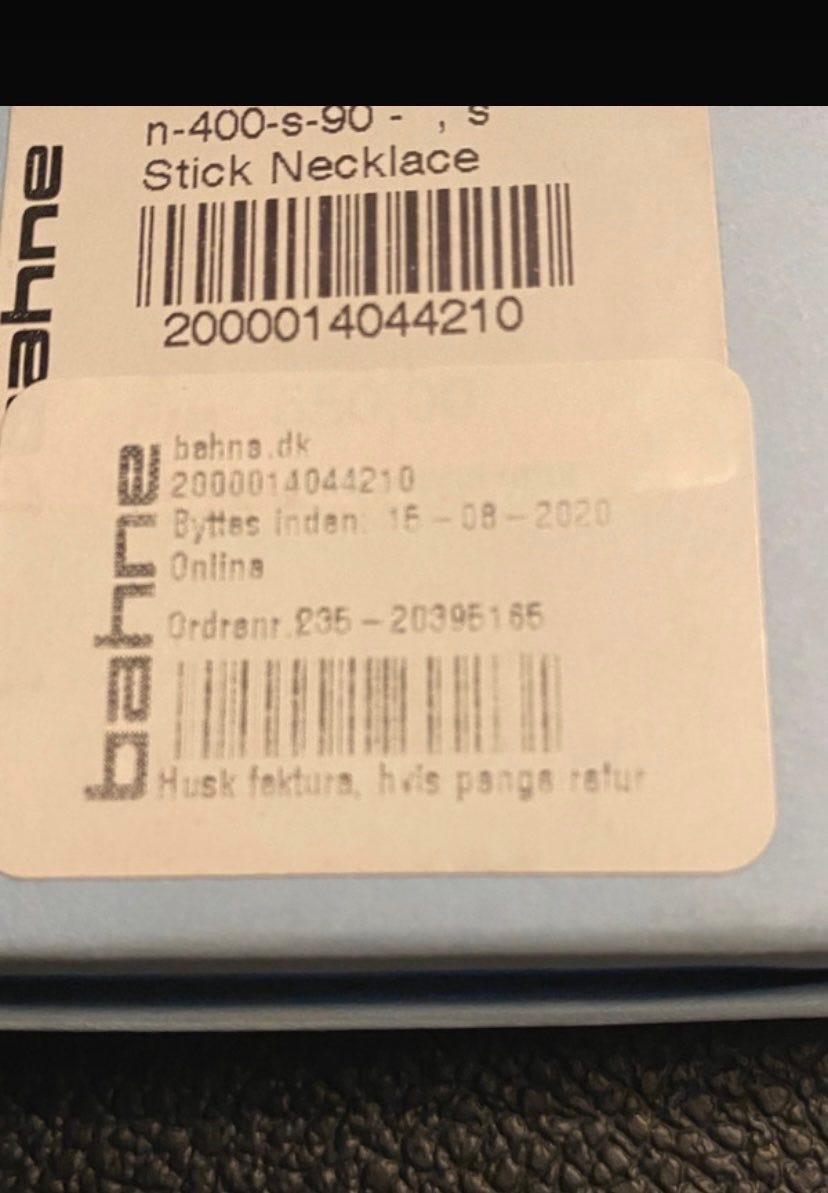 n-400-s-90 - , s
Stick Necklace
2000014044210
bahne
bahne.dk
2000014044210
Byttes inden: 15-08-2020
Online
Ordrenr.235-20395165
Husk faktura, hvis penge retur
bahne